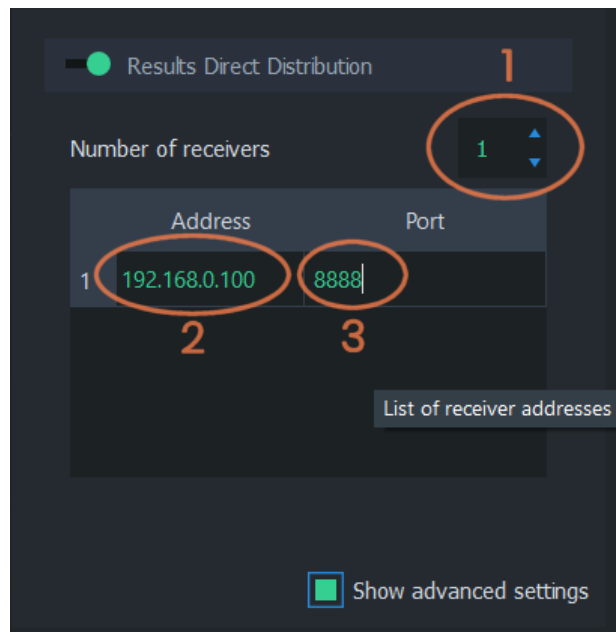 Results Direct Distribution
1
Number of receivers
1
Address Port
1 192.168.0.100 8888
2 3
List of receiver addresses
Show advanced settings